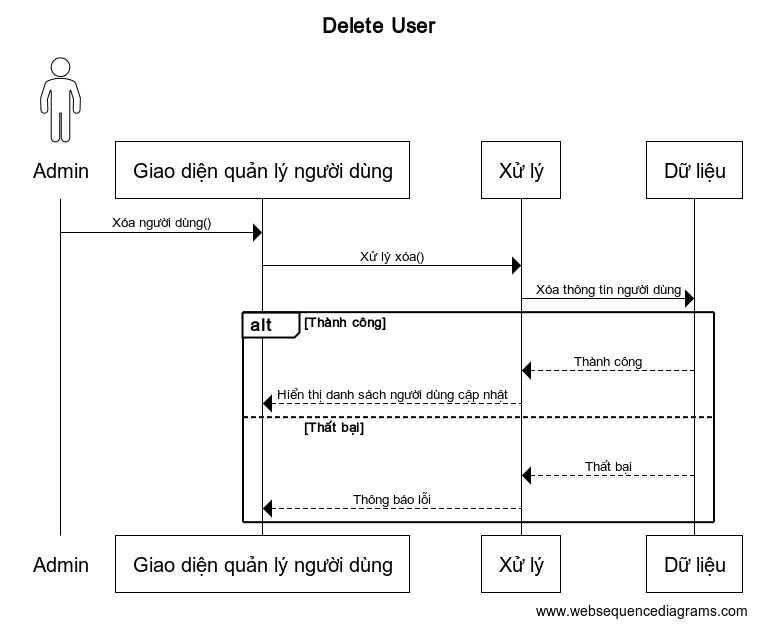 Delete User
Admin
Giao diện quản lý người dùng
Xử lý
Dữ liệu
Xóa người dùng()
Xử lý xóa()
Xóa thông tin người dùng
alt
[Thành công]
Thành công
Hiển thị danh sách người dùng cập nhật
[Thất bại]
Thất bại
Thông báo lỗi
Admin
Giao diện quản lý người dùng
Xử lý
Dữ liệu
www.websequencediagrams.com